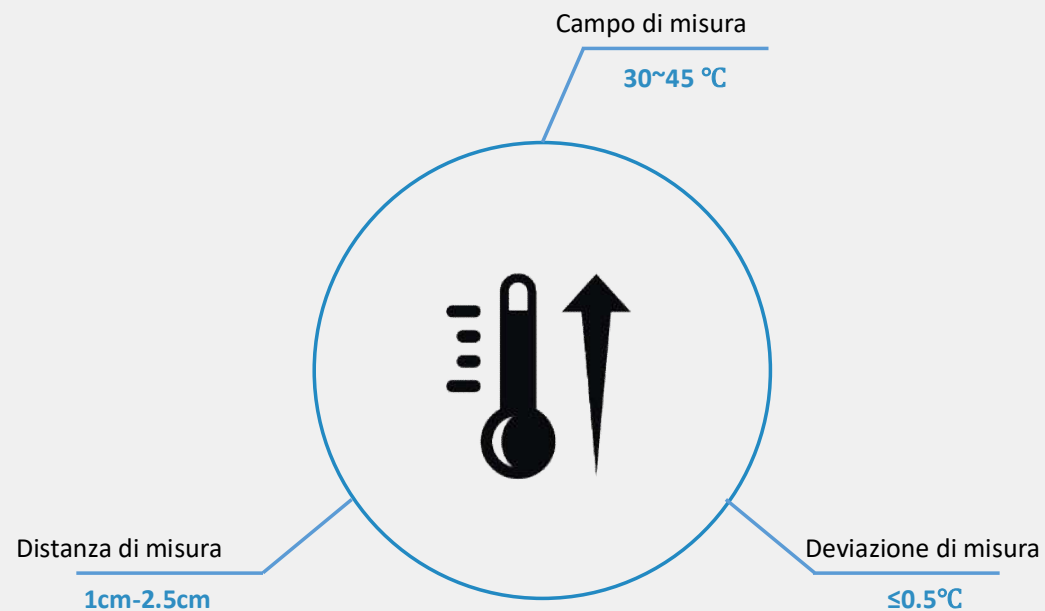 Campo di misura
30~45 ℃
Distanza di misura
1cm-2.5cm
Deviazione di misura
≤0.5℃